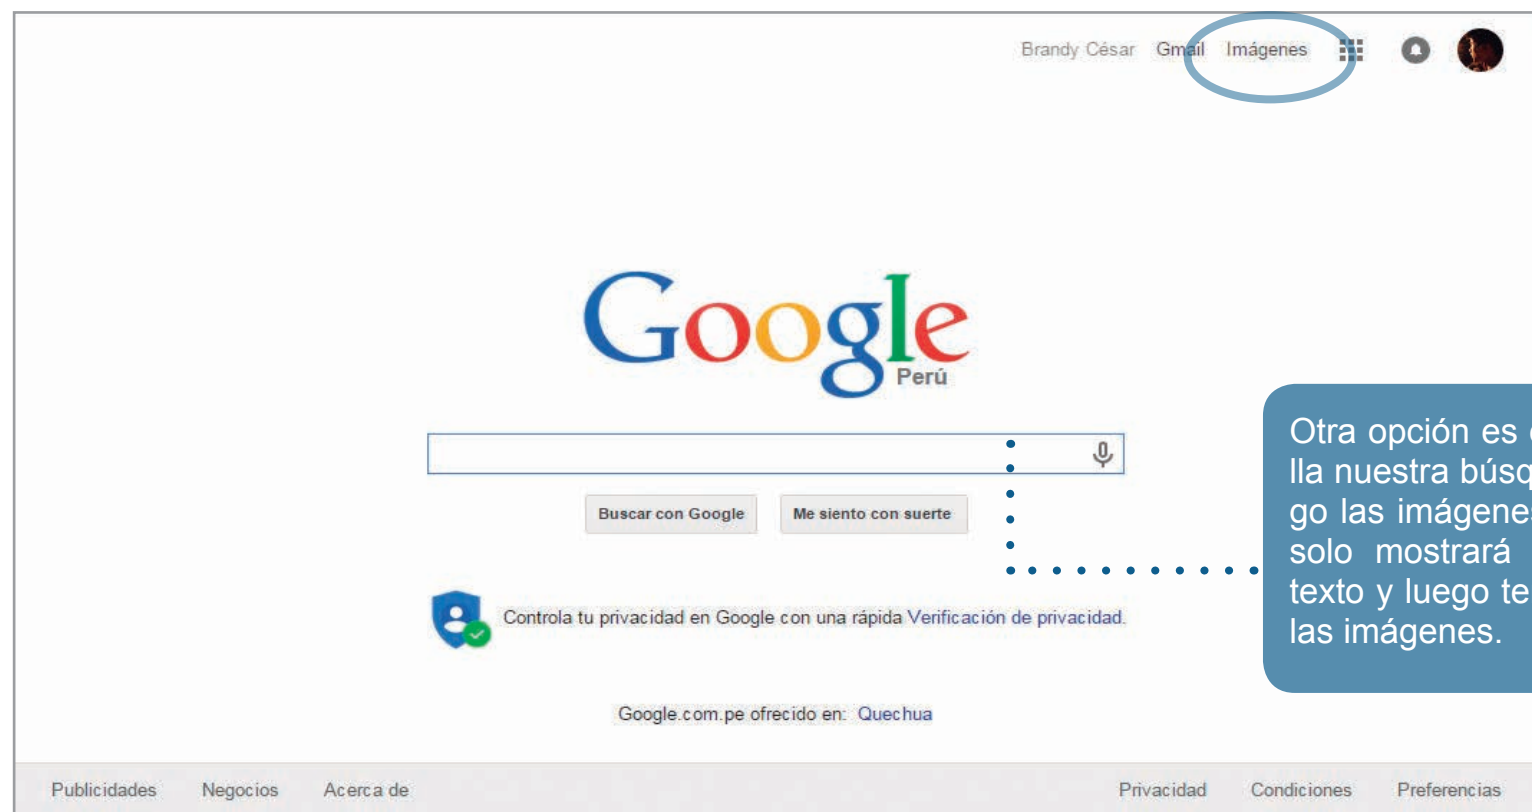 Brandy César Gmail Imágenes
Google
Perú
Buscar con Google Me siento con suerte
Controla tu privacidad en Google con una rápida Verificación de privacidad.
Google.com.pe ofrecido en: Quechua
Publicidades Negocios Acerca de Privacidad Condiciones Preferencias
Otra opción es
lla nuestra búsq
go las imágenes
solo mostrará
texto y luego te
las imágenes.